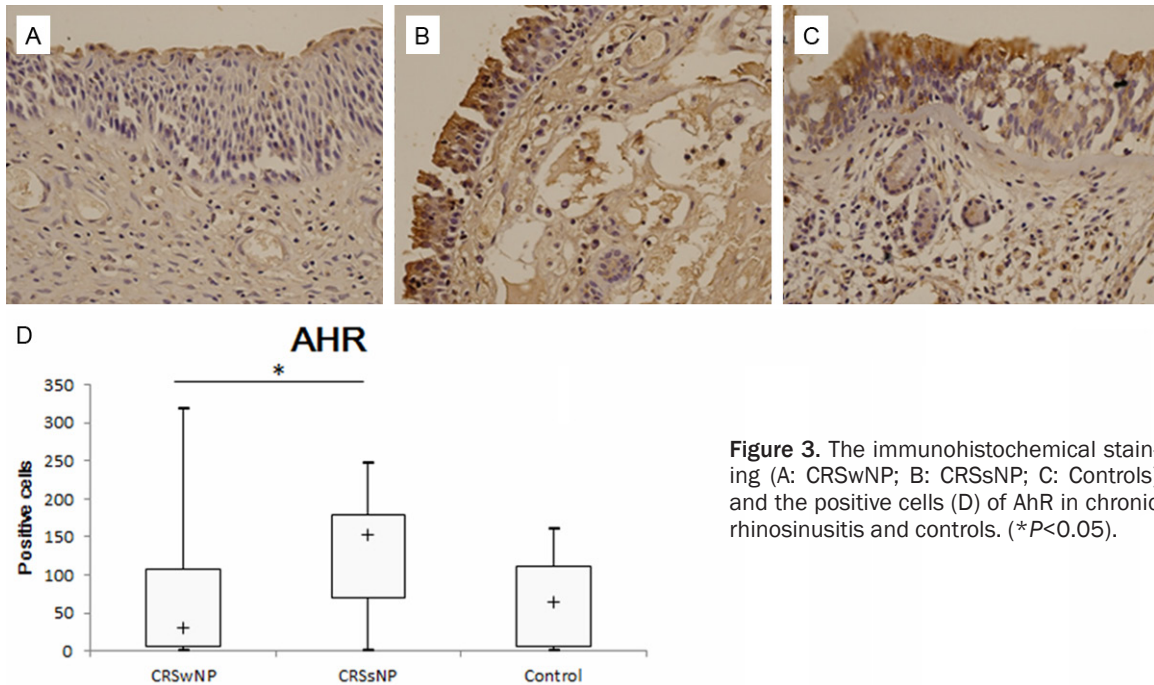 A
B
C
D
AHR
*
350
300
250
200
150
100
50
0
Positive cells
CRSwNP
CRSsNP
Control
Figure 3. The immunohistochemical stain-
ing (A: CRSwNP; B: CRSsNP; C: Controls)
and the positive cells (D) of AhR in chronic
rhinosinusitis and controls. (*P<0.05).